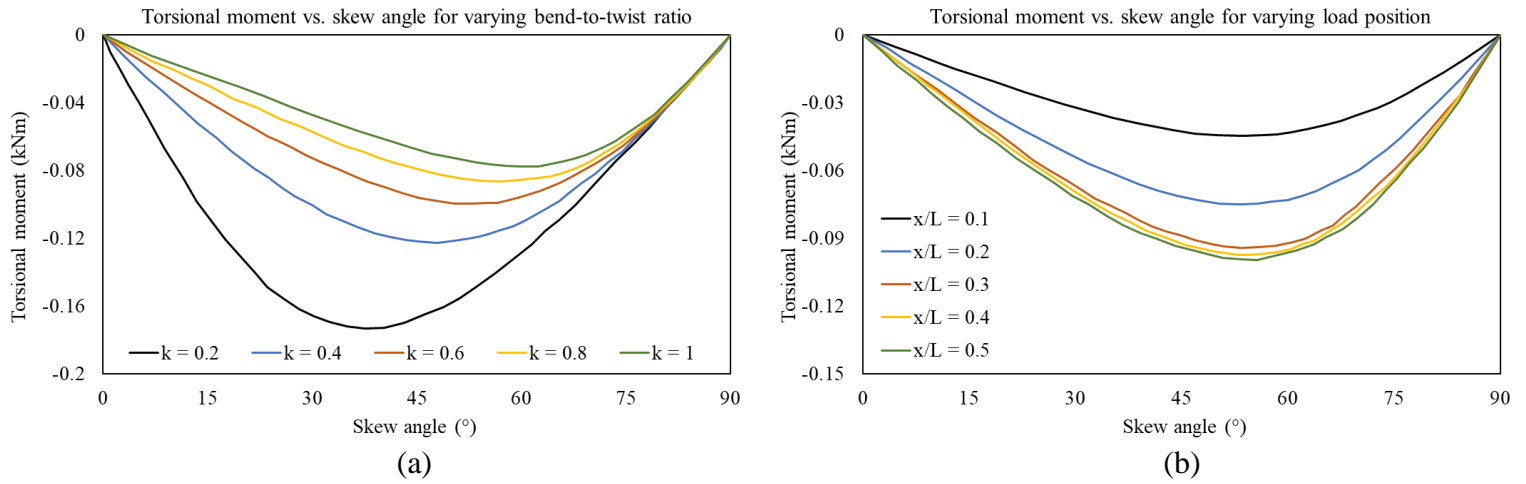 Torsional moment vs. skew angle for varying bend-to-twist ratio
0
-0.04
-0.08
-0.12
-0.16
-0.2
Torsional moment (kNm)
k = 0.2 k = 0.4 k = 0.6 k = 0.8 k = 1
0 15 30 45 60 75 90
Skew angle (°)
(a)
Torsional moment vs. skew angle for varying load position
0
-0.03
-0.06
-0.09
-0.12
-0.15
Torsional moment (kNm)
x/L = 0.1
x/L = 0.2
x/L = 0.3
x/L = 0.4
x/L = 0.5
0 15 30 45 60 75 90
Skew angle (°)
(b)